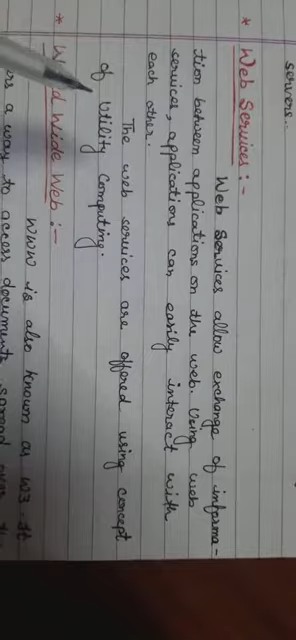 servers.
* Web Services :-
Web Services allow exchange of informa-
tion between applications on the web. Using web
services, applications can easily interact with
each other.
The web services are offered using concept
of Utility Computing.
* Wide Web :-
WWW is also known as W3. It
is a way to access documents spread over